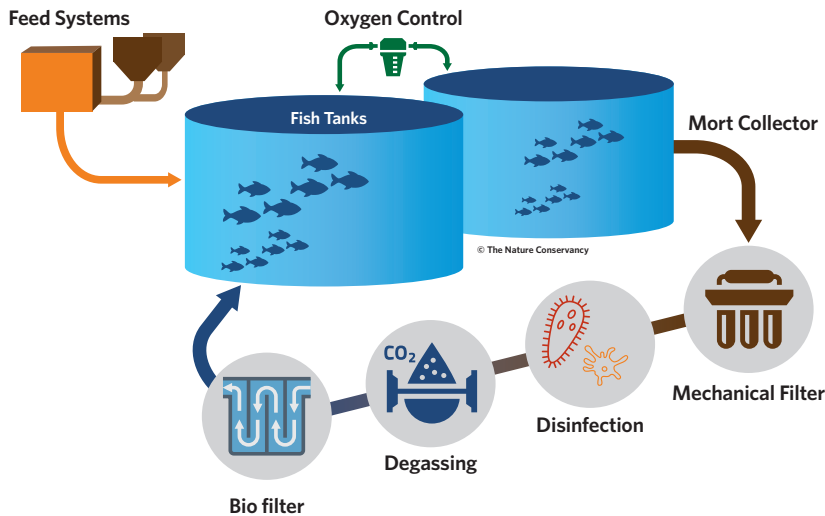 Feed Systems
Oxygen Control
Fish Tanks
Mort Collector
© The Nature Conservancy
CO₂
Mechanical Filter
Disinfection
Degassing
Bio filter